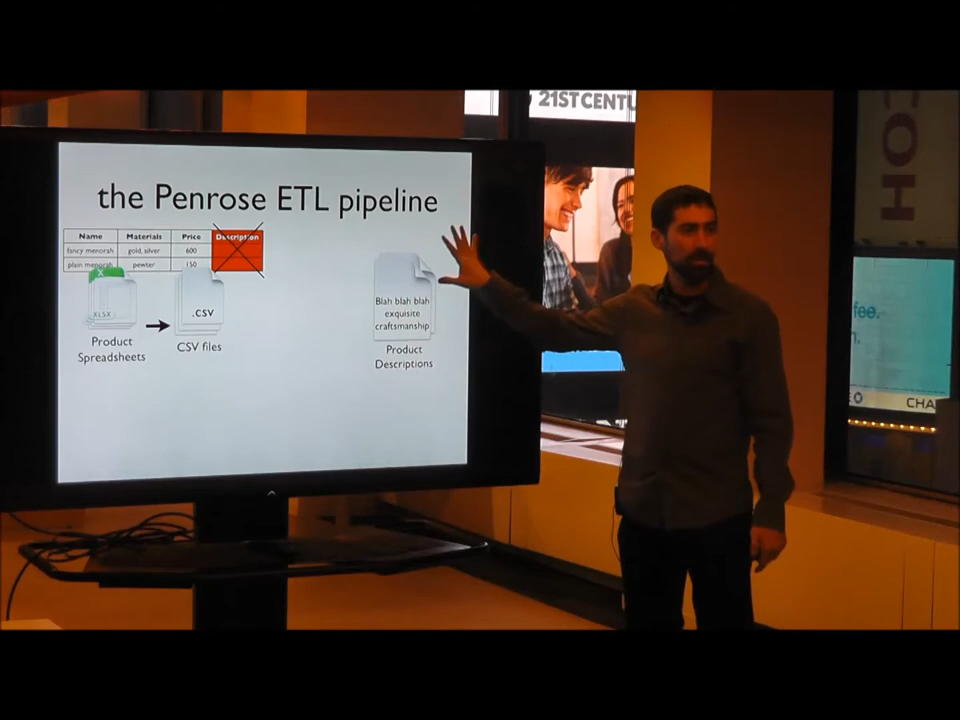 21ST CENTU
HO
the Penrose ETL pipeline
Name Materials Price Description
fancy menorah gold, silver 600
plain menorah pewter 150
X
XLSX
.CSV
Product
Spreadsheets
CSV files
Blah blah blah
exquisite
craftsmanship
Product
Descriptions
fee.
CHA